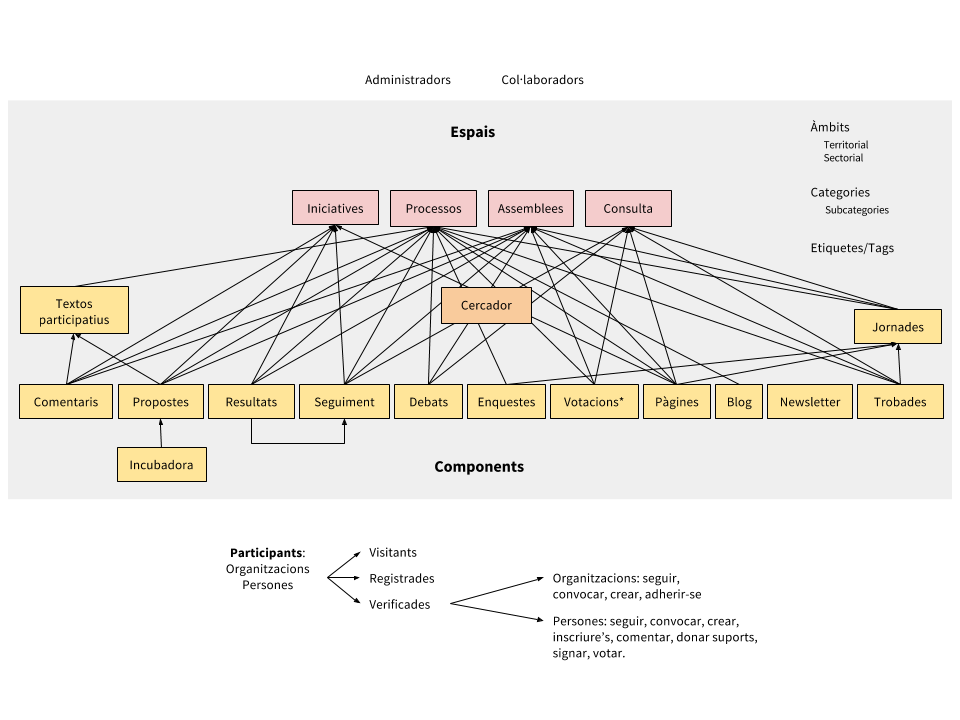 Administradors
Col·laboradors
Espais
Àmbits
Territorial
Sectorial
Categories
Subcategories
Etiquetes/Tags
Iniciatives
Processos
Assemblees
Consulta
Textos
participatius
Cercador
Jornades
Comentaris
Propostes
Resultats
Seguiment
Debats
Enquestes
Votacions*
Pàgines
Blog
Newsletter
Trobades
Incubadora
Components
Participants:
Organitzacions
Persones
Visitants
Registrades
Verificades
Organitzacions: seguir,
convocar, crear, adherir-se
Persones: seguir, convocar, crear,
inscriure's, comentar, donar suports,
signar, votar.